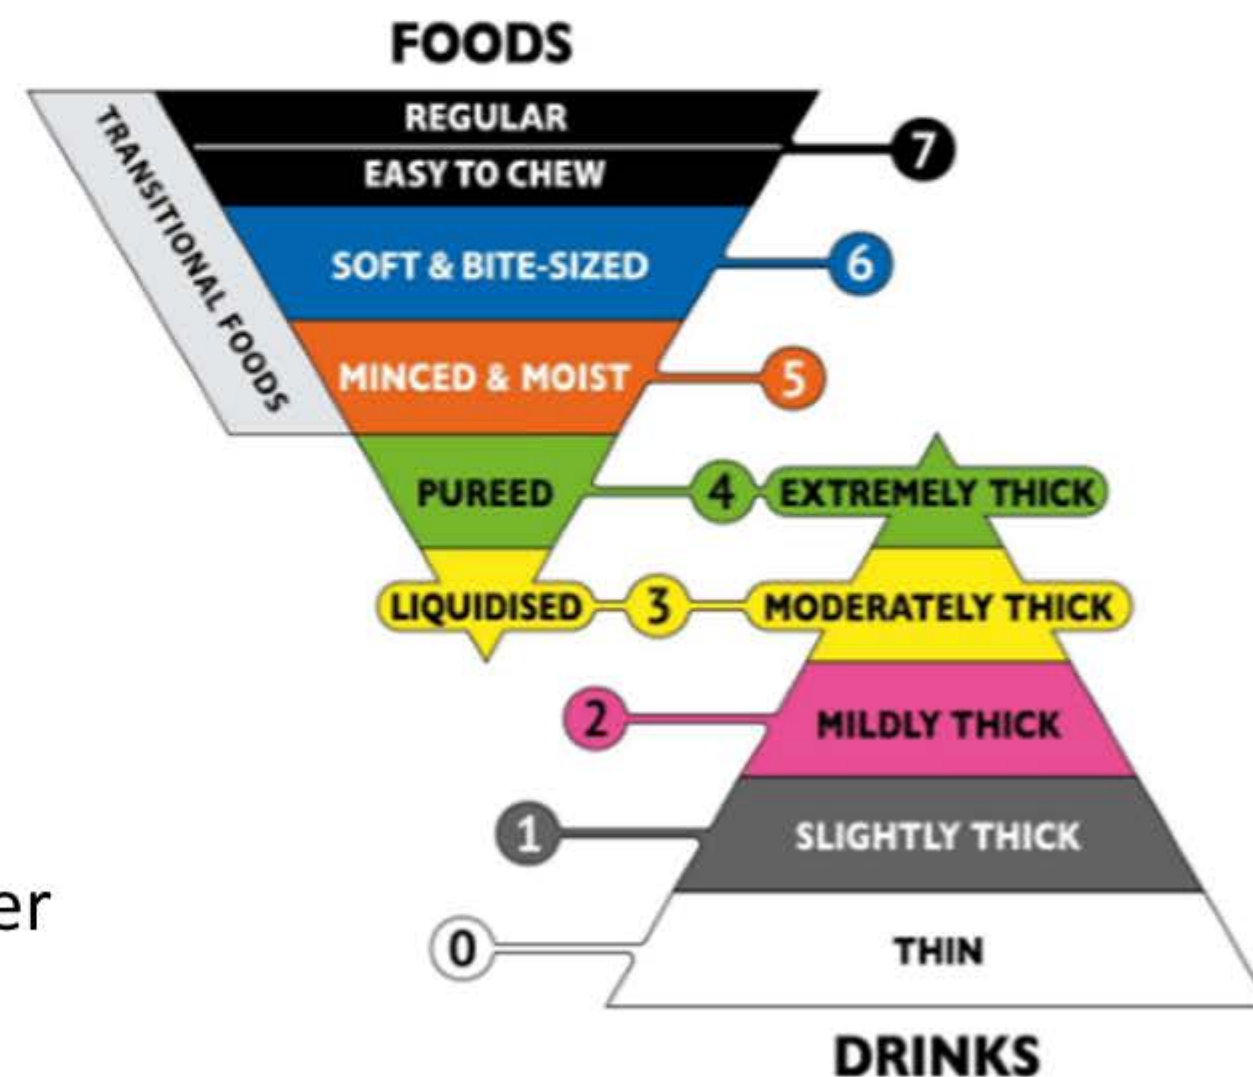 FOODS
TRANSITIONAL FOODS
REGULAR
EASY TO CHEW
7
SOFT & BITE-SIZED
6
MINCED & MOIST
5
PUREED
4
EXTREMELY THICK
LIQUIDISED
3
MODERATELY THICK
2
MILDLY THICK
1
SLIGHTLY THICK
er
0
THIN
DRINKS